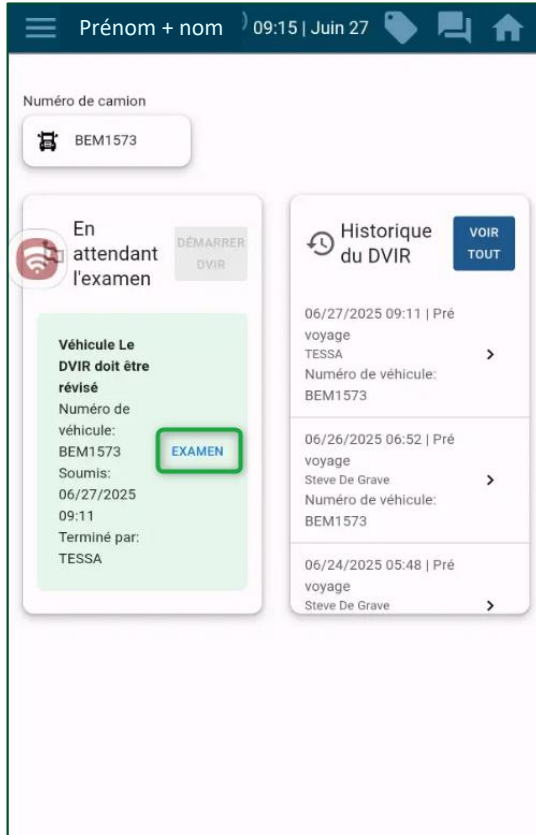 Prénom + nom 09:15 | Juin 27
Numéro de camion
BEM1573
En
attendant
l'examen
DÉMARRER
DVIR
Véhicule Le
DVIR doit être
révisé
Numéro de
véhicule:
BEM1573
Soumis:
06/27/2025
09:11
Terminé par:
TESSA
EXAMEN
Historique
du DVIR
VOIR
TOUT
06/27/2025 09:11 | Pré
voyage
TESSA
Numéro de véhicule:
BEM1573
06/26/2025 06:52 | Pré
voyage
Steve De Grave
Numéro de véhicule:
BEM1573
06/24/2025 05:48 | Pré
voyage
Steve De Grave